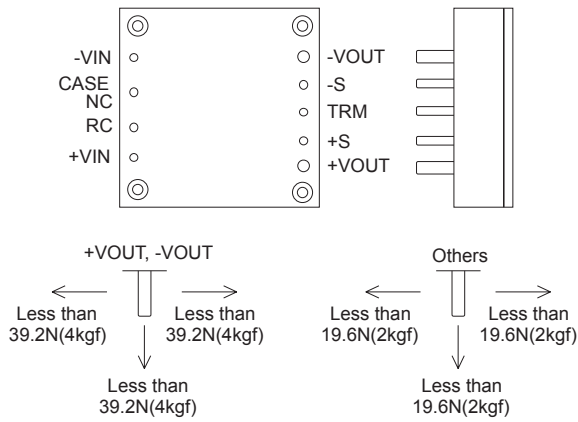 -VIN
CASE
NC
RC
+VIN
-VOUT
-S
TRM
+S
+VOUT
+VOUT, -VOUT
Less than
39.2N(4kgf)
Less than
39.2N(4kgf)
Less than
39.2N(4kgf)
Others
Less than
19.6N(2kgf)
Less than
19.6N(2kgf)
Less than
19.6N(2kgf)